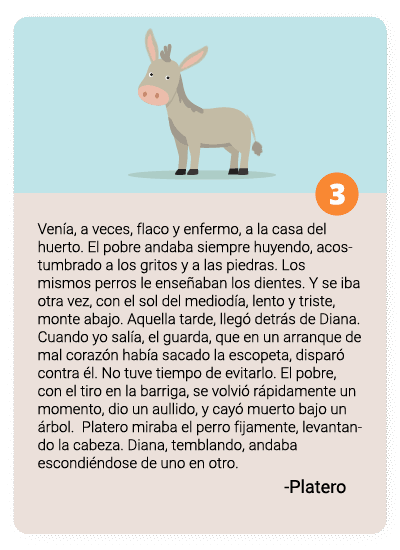 3
Venía, a veces, flaco y enfermo, a la casa del
huerto. El pobre andaba siempre huyendo, acos-
tumbrado a los gritos y a las piedras. Los
mismos perros le enseñaban los dientes. Y se iba
otra vez, con el sol del mediodía, lento y triste,
monte abajo. Aquella tarde, llegó detrás de Diana.
Cuando yo salía, el guarda, que en un arranque de
mal corazón había sacado la escopeta, disparó
contra él. No tuve tiempo de evitarlo. El pobre,
con el tiro en la barriga, se volvió rápidamente un
momento, dio un aullido, y cayó muerto bajo un
árbol. Platero miraba el perro fijamente, levantan-
do la cabeza. Diana, temblando, andaba
escondiéndose de uno en otro.
-Platero